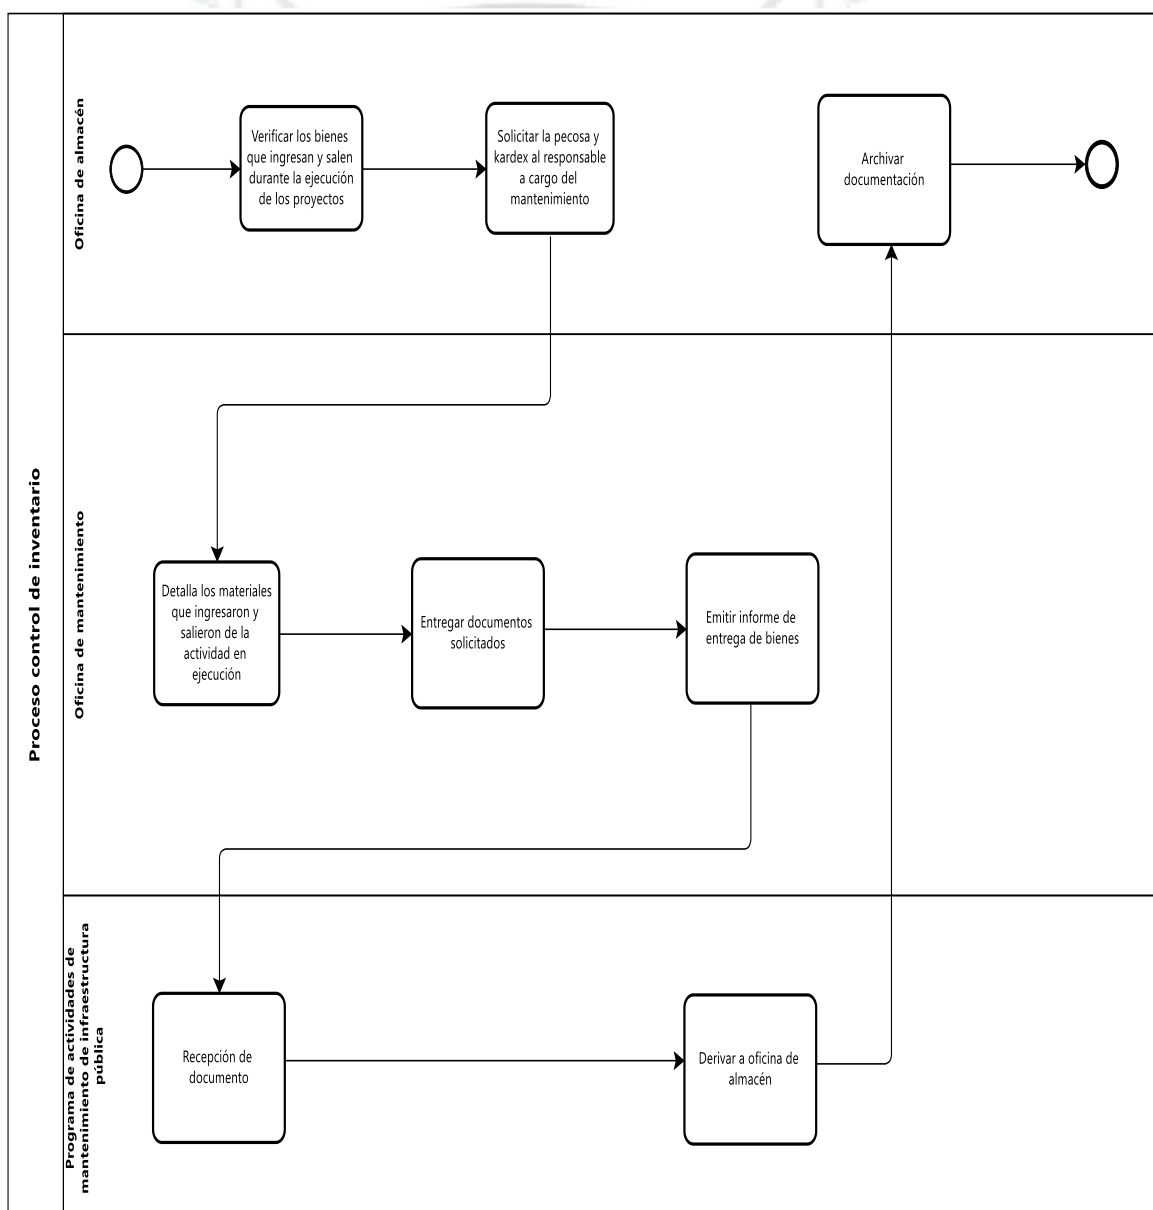 Proceso control de inventario
Oficina de almacén
Verificar los bienes
que ingresan y salen
durante la ejecución
de los proyectos
Solicitar la pecosa y
kardex al responsable
a cargo del
mantenimiento
Archivar
documentación
Oficina de mantenimiento
Detalla los materiales
que ingresaron y
salieron de la
actividad en
ejecución
Entregar documentos
solicitados
Emitir informe de
entrega de bienes
Programa de actividades de
mantenimiento de infraestructura
pública
Recepción de
documento
Derivar a oficina de
almacén